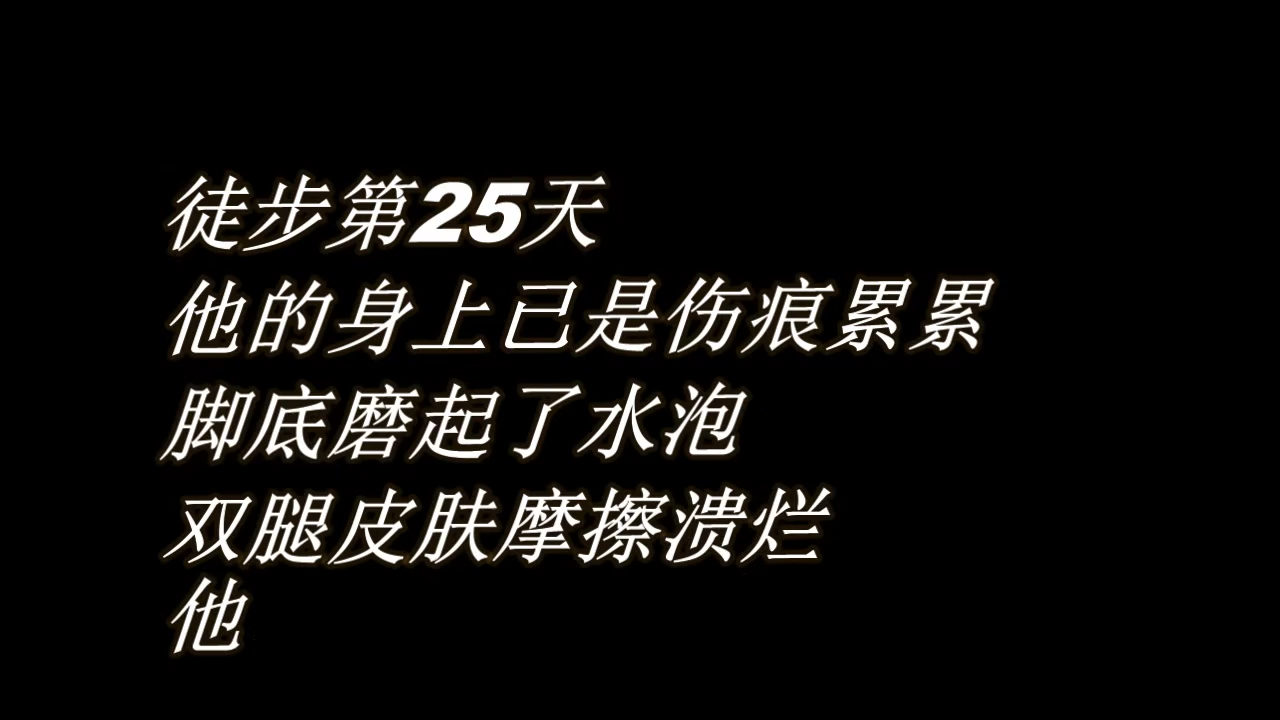 徒步第25天
他的身上已是伤痕累累
脚底磨起了水泡
双腿皮肤摩擦溃烂
他